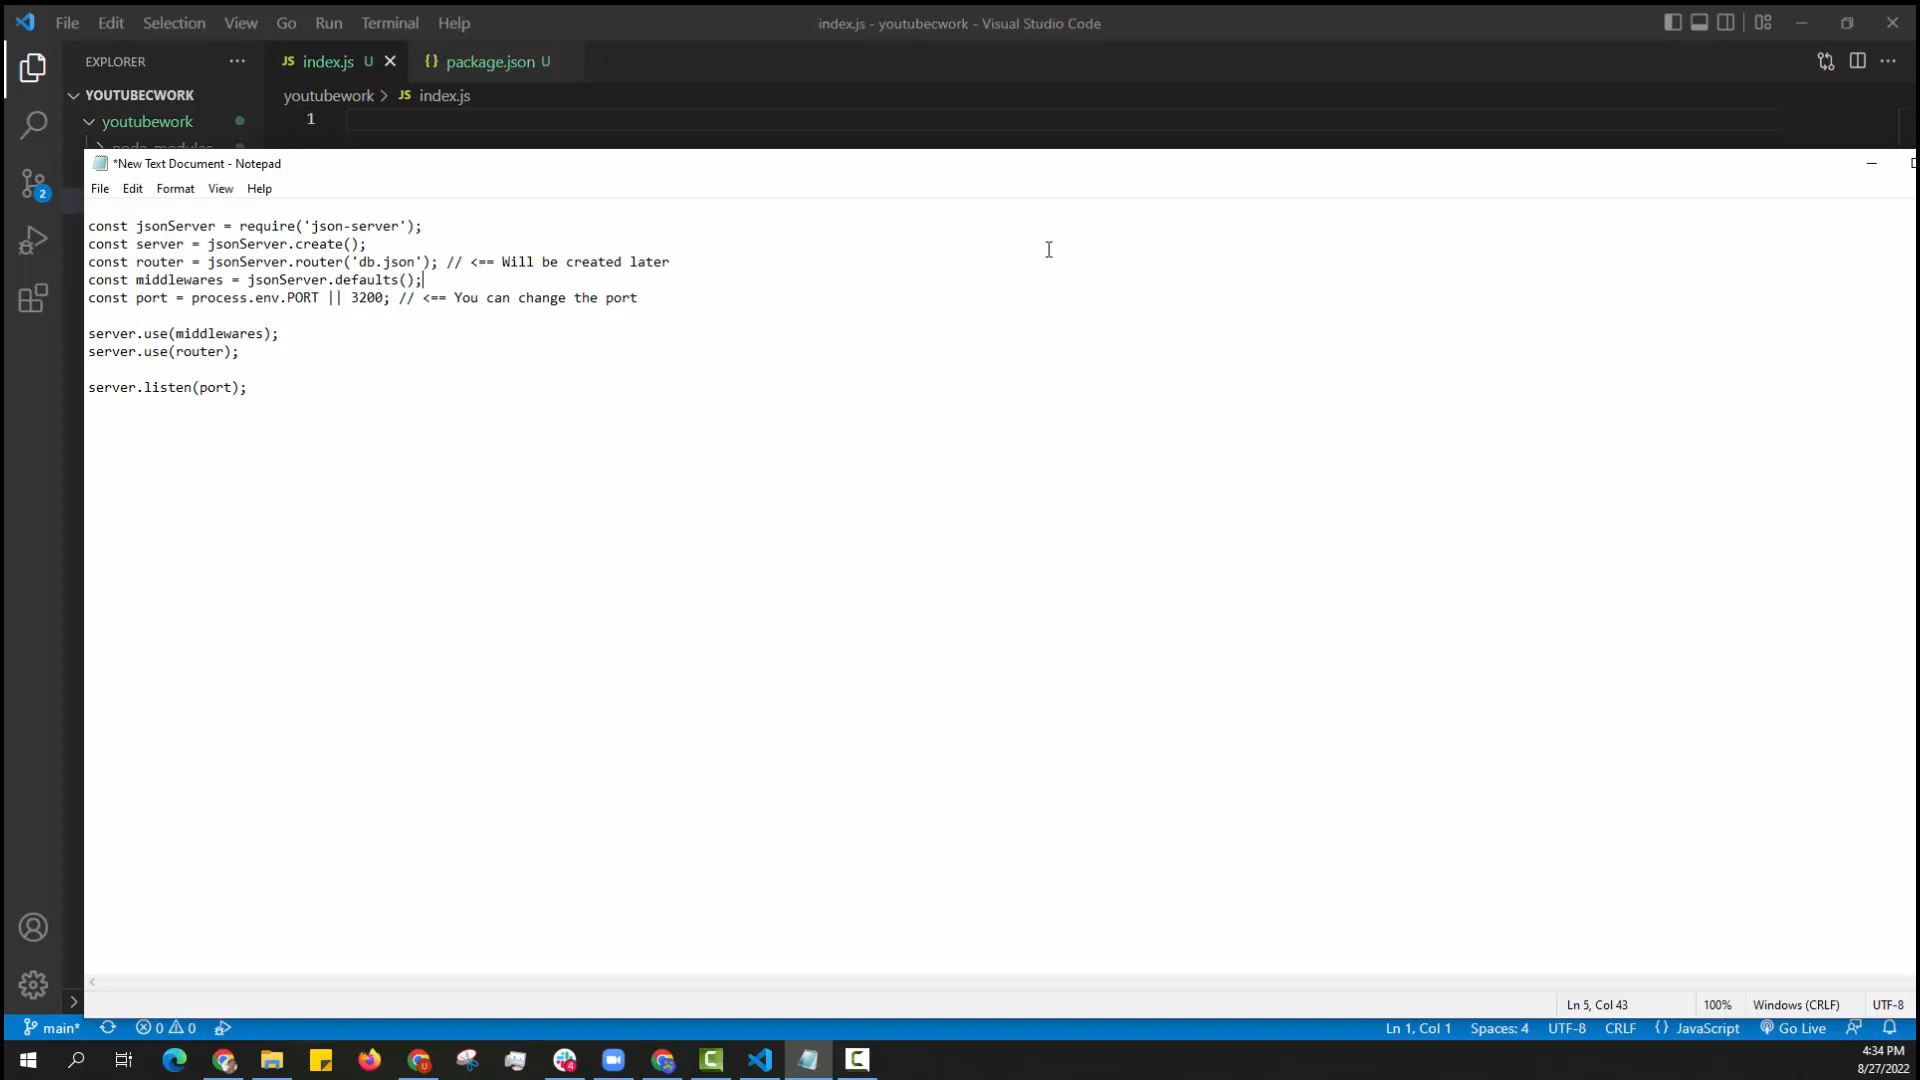 File Edit Selection View Go Run Terminal Help
index.js - youtubecwork - Visual Studio Code
EXPLORER
JS index.js U
{} package.json U
YOUTUBECWORK
youtubework > JS index.js
youtubework
1
node_modules
*New Text Document - Notepad
File Edit Format View Help
2
const jsonServer = require('json-server');
const server = jsonServer.create();
const router = jsonServer.router('db.json'); // <== Will be created later
const middlewares = jsonServer.defaults();
const port = process.env.PORT || 3200; // <== You can change the port
server.use(middlewares);
server.use(router);
server.listen(port);
Ln 5, Col 43 100% Windows (CRLF) UTF-8
main* 0 0 Ln 1, Col 1 Spaces: 4 UTF-8 CRLF {} JavaScript Go Live
4:34 PM
8/27/2022